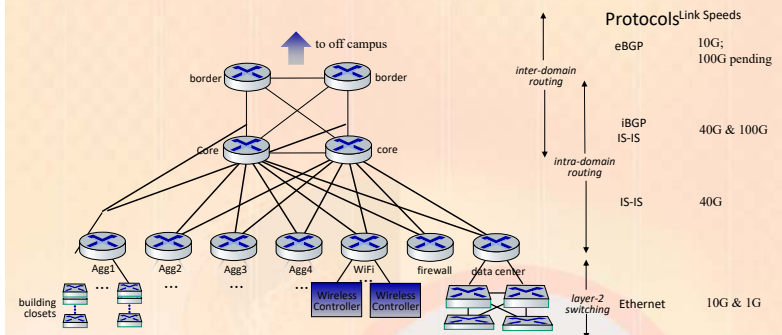 Protocols Link Speeds
to off campus
eBGP 10G;
100G pending
border border
inter-domain
routing
iBGP
IS-IS 40G & 100G
Core core
intra-domain
routing
IS-IS 40G
Agg1 Agg2 Agg3 Agg4 WiFi firewall data center
... ... ... ... ...
building
closets
...
Wireless
Controller
Wireless
Controller
layer-2
switching
Ethernet 10G & 1G